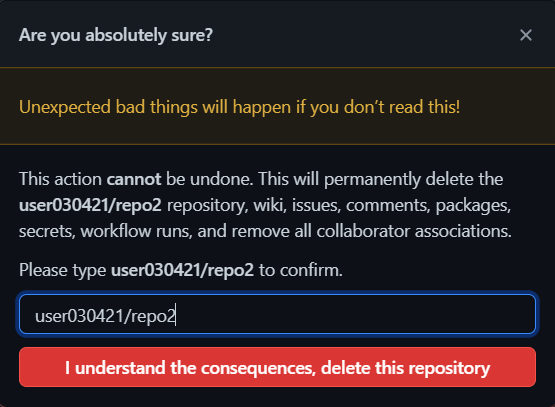 Are you absolutely sure?
Unexpected bad things will happen if you don’t read this!
This action cannot be undone. This will permanently delete the
user030421/repo2 repository, wiki, issues, comments, packages,
secrets, workflow runs, and remove all collaborator associations.
Please type user030421/repo2 to confirm.
user030421/repo2
I understand the consequences, delete this repository